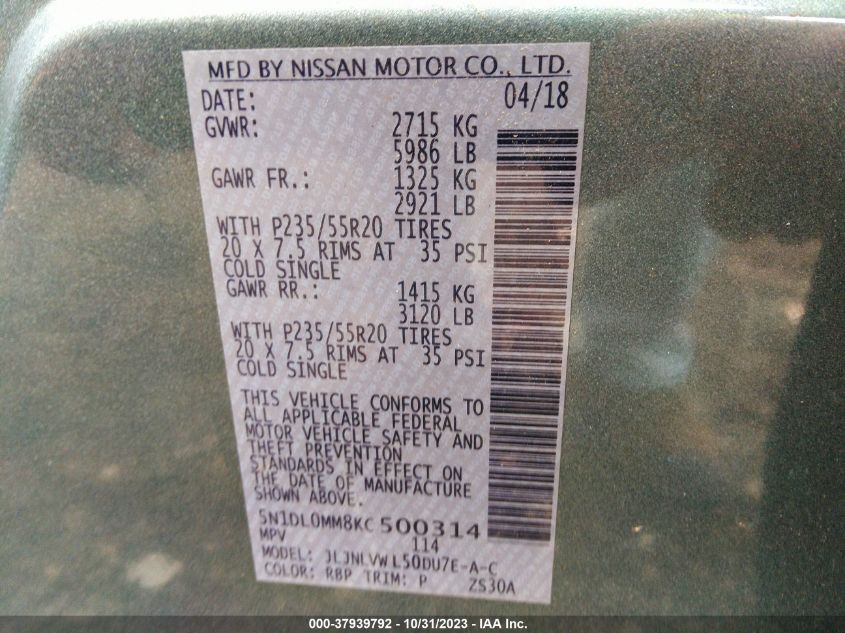 MFD BY NISSAN MOTOR CO., LTD.
DATE: 04/18
GVWR: 2715 KG
5986 LB
GAWR FR.: 1325 KG
2921 LB
WITH P235/55R20 TIRES
20 X 7.5 RIMS AT 35 PSI
COLD SINGLE
GAWR RR.: 1415 KG
3120 LB
WITH P235/55R20 TIRES
20 X 7.5 RIMS AT 35 PSI
COLD SINGLE
THIS VEHICLE CONFORMS TO
ALL APPLICABLE FEDERAL
MOTOR VEHICLE SAFETY AND
THEFT PREVENTION
STANDARDS IN EFFECT ON
THE DATE OF MANUFACTURE
SHOWN ABOVE.
5N1DL0MM8KC 500314
MPV 114
MODEL: JLJNLVWL50DU7E-A-C
COLOR: RBP TRIM: P ZS30A
000-37939792 - 10/31/2023 - IAA Inc.